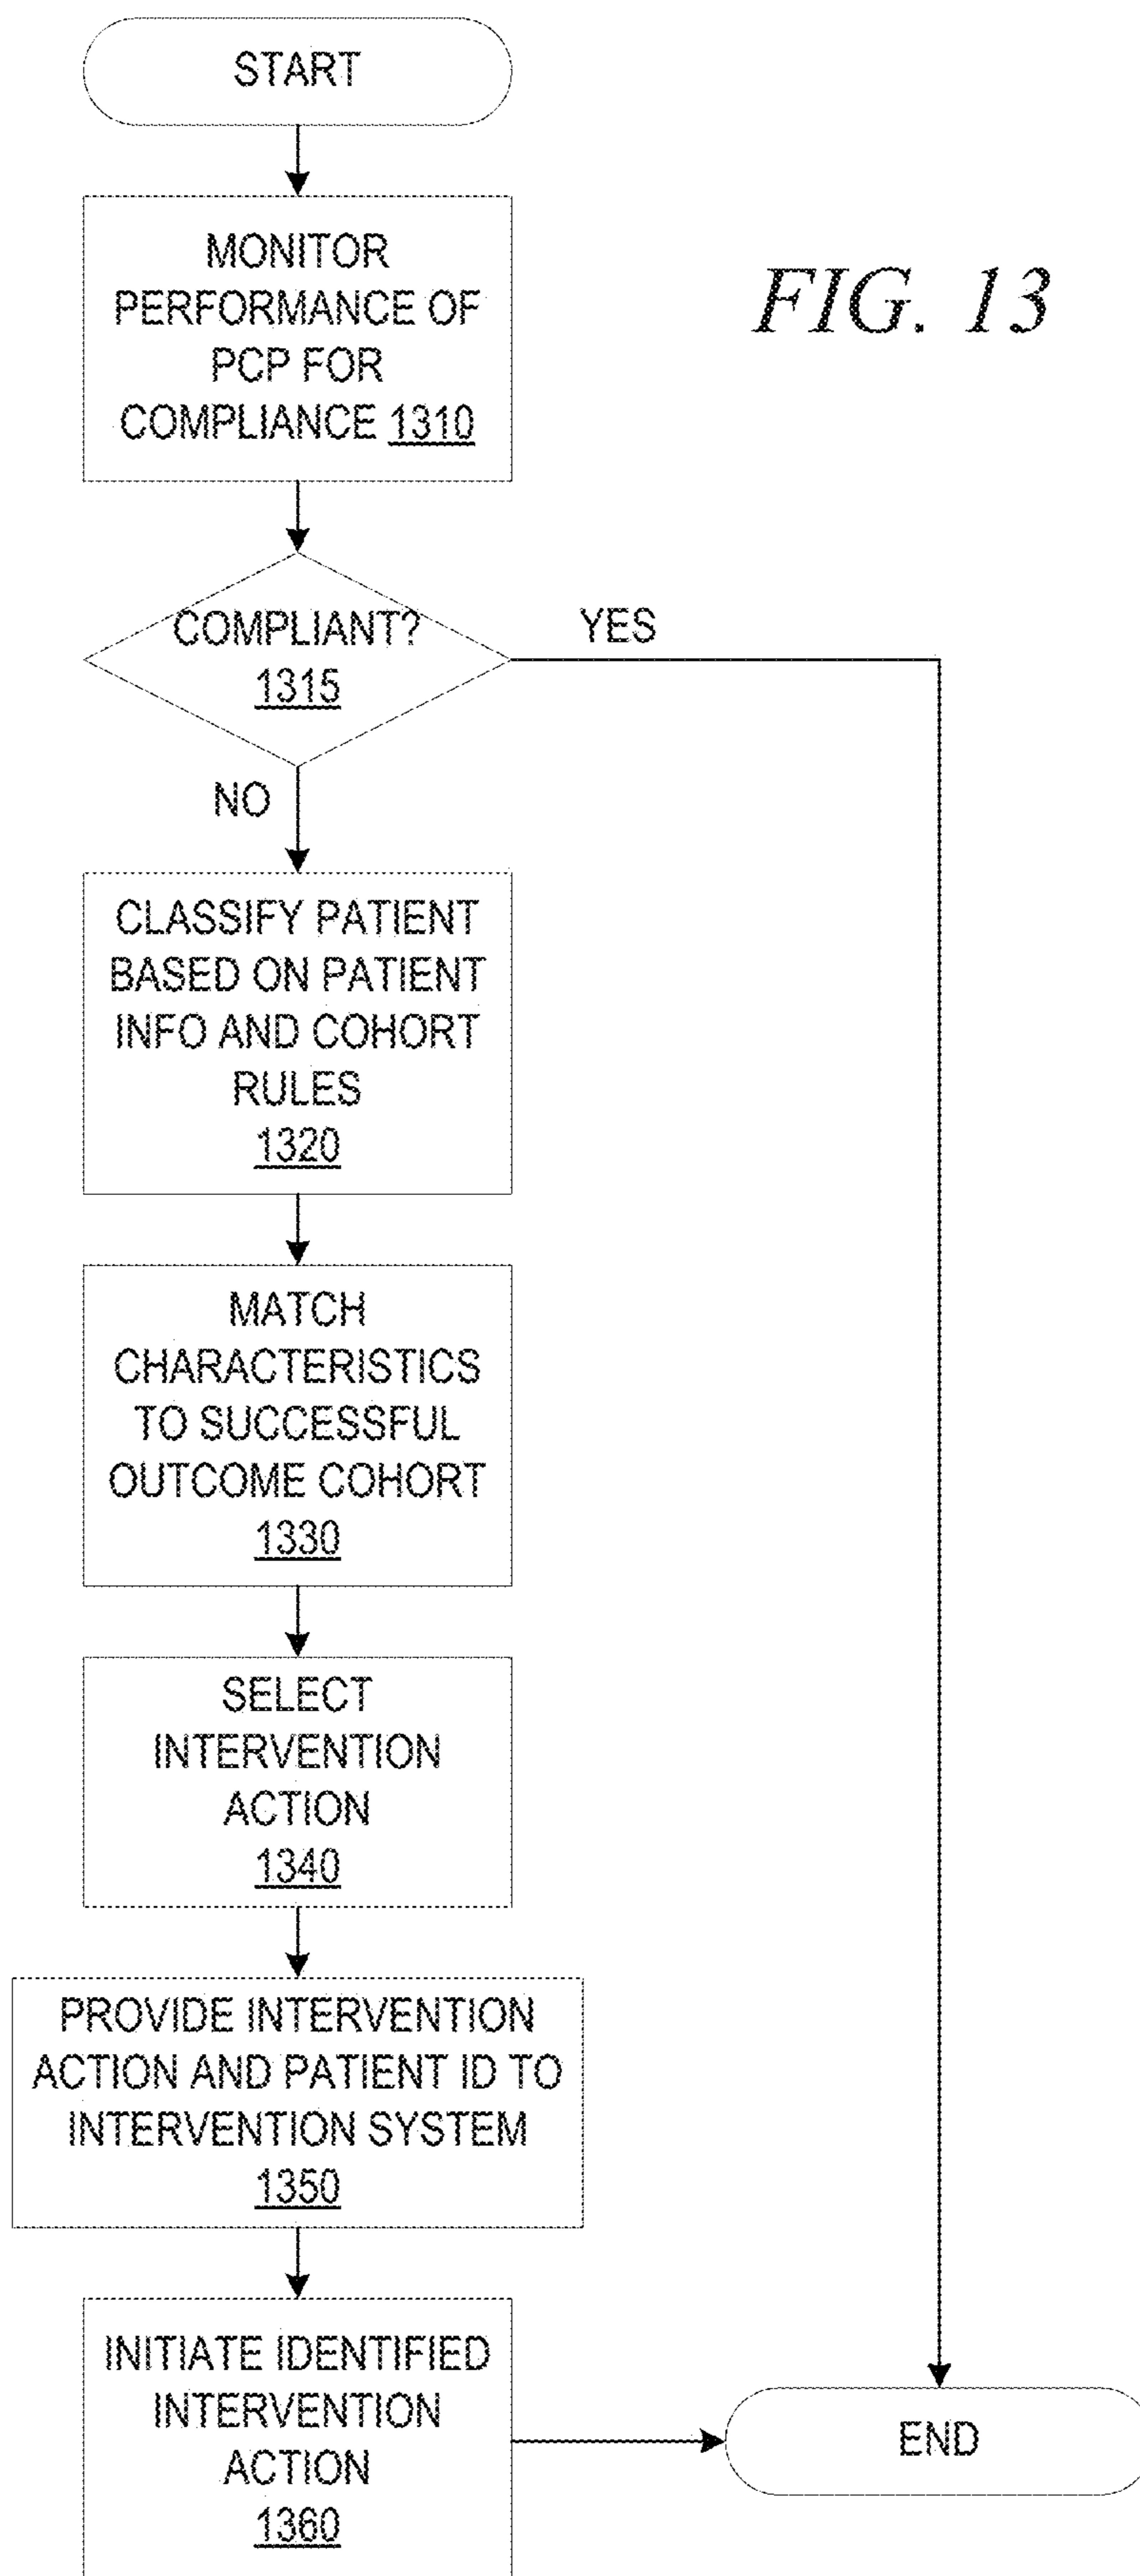 START
MONITOR
PERFORMANCE OF
PCP FOR
COMPLIANCE 1310
FIG. 13
COMPLIANT?
1315
YES
NO
CLASSIFY PATIENT
BASED ON PATIENT
INFO AND COHORT
RULES
1320
MATCH
CHARACTERISTICS
TO SUCCESSFUL
OUTCOME COHORT
1330
SELECT
INTERVENTION
ACTION
1340
PROVIDE INTERVENTION
ACTION AND PATIENT ID TO
INTERVENTION SYSTEM
1350
INITIATE IDENTIFIED
INTERVENTION
ACTION
1360
END